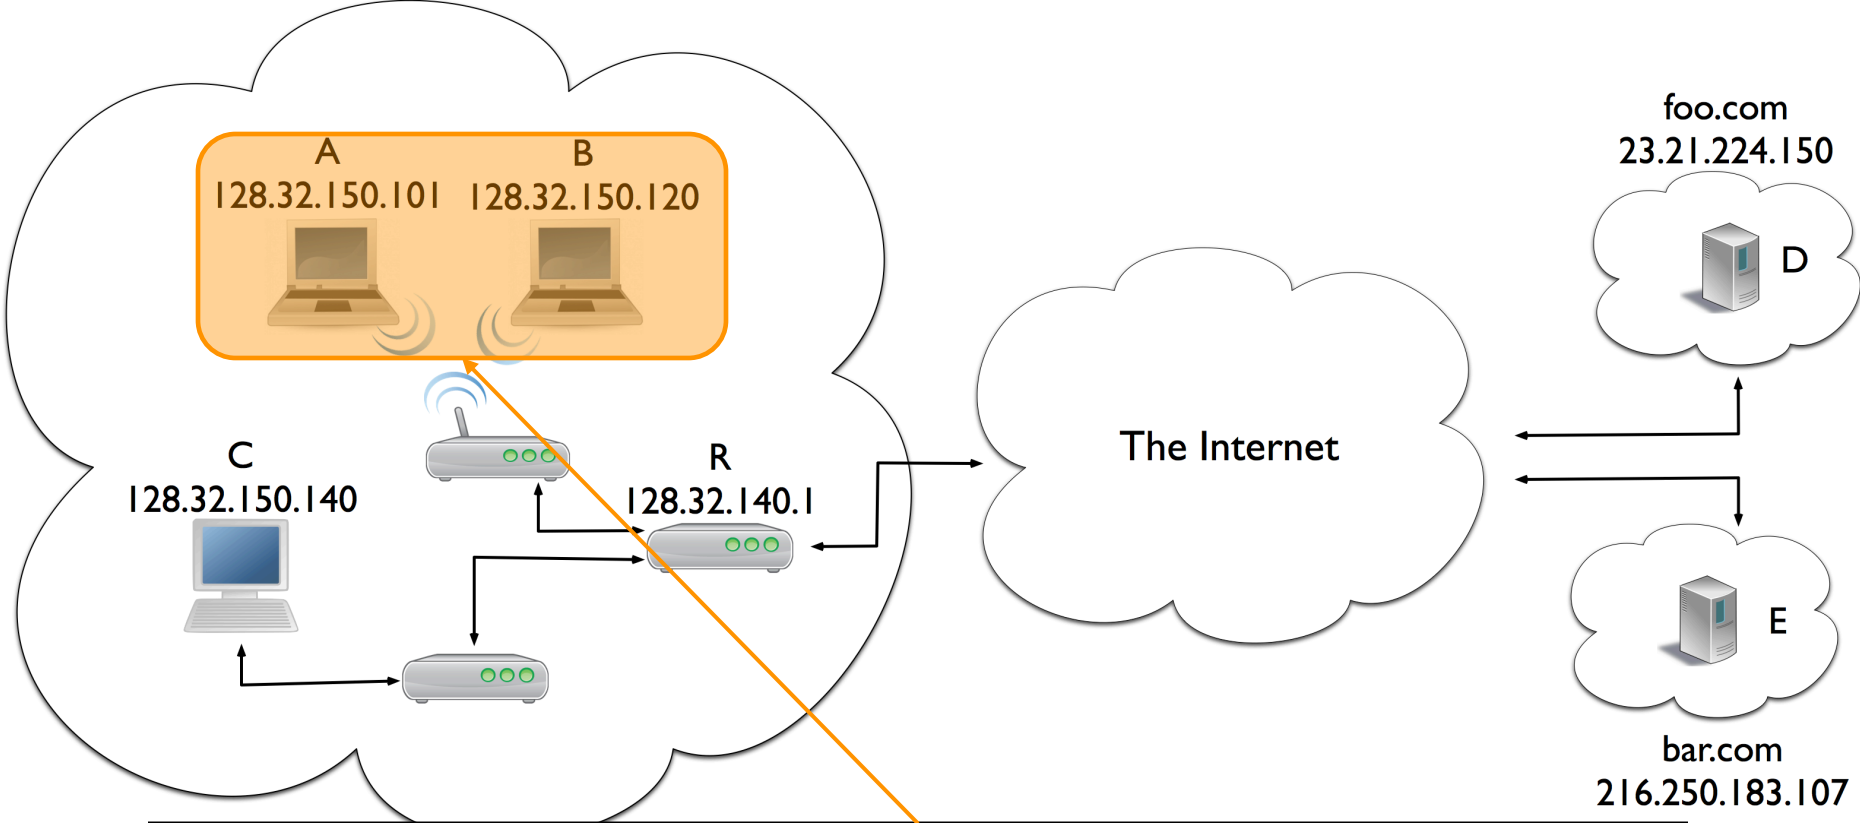 A
128.32.150.101
B
128.32.150.120
C
128.32.150.140
R
128.32.140.1
The Internet
foo.com
23.21.224.150
D
E
bar.com
216.250.183.107